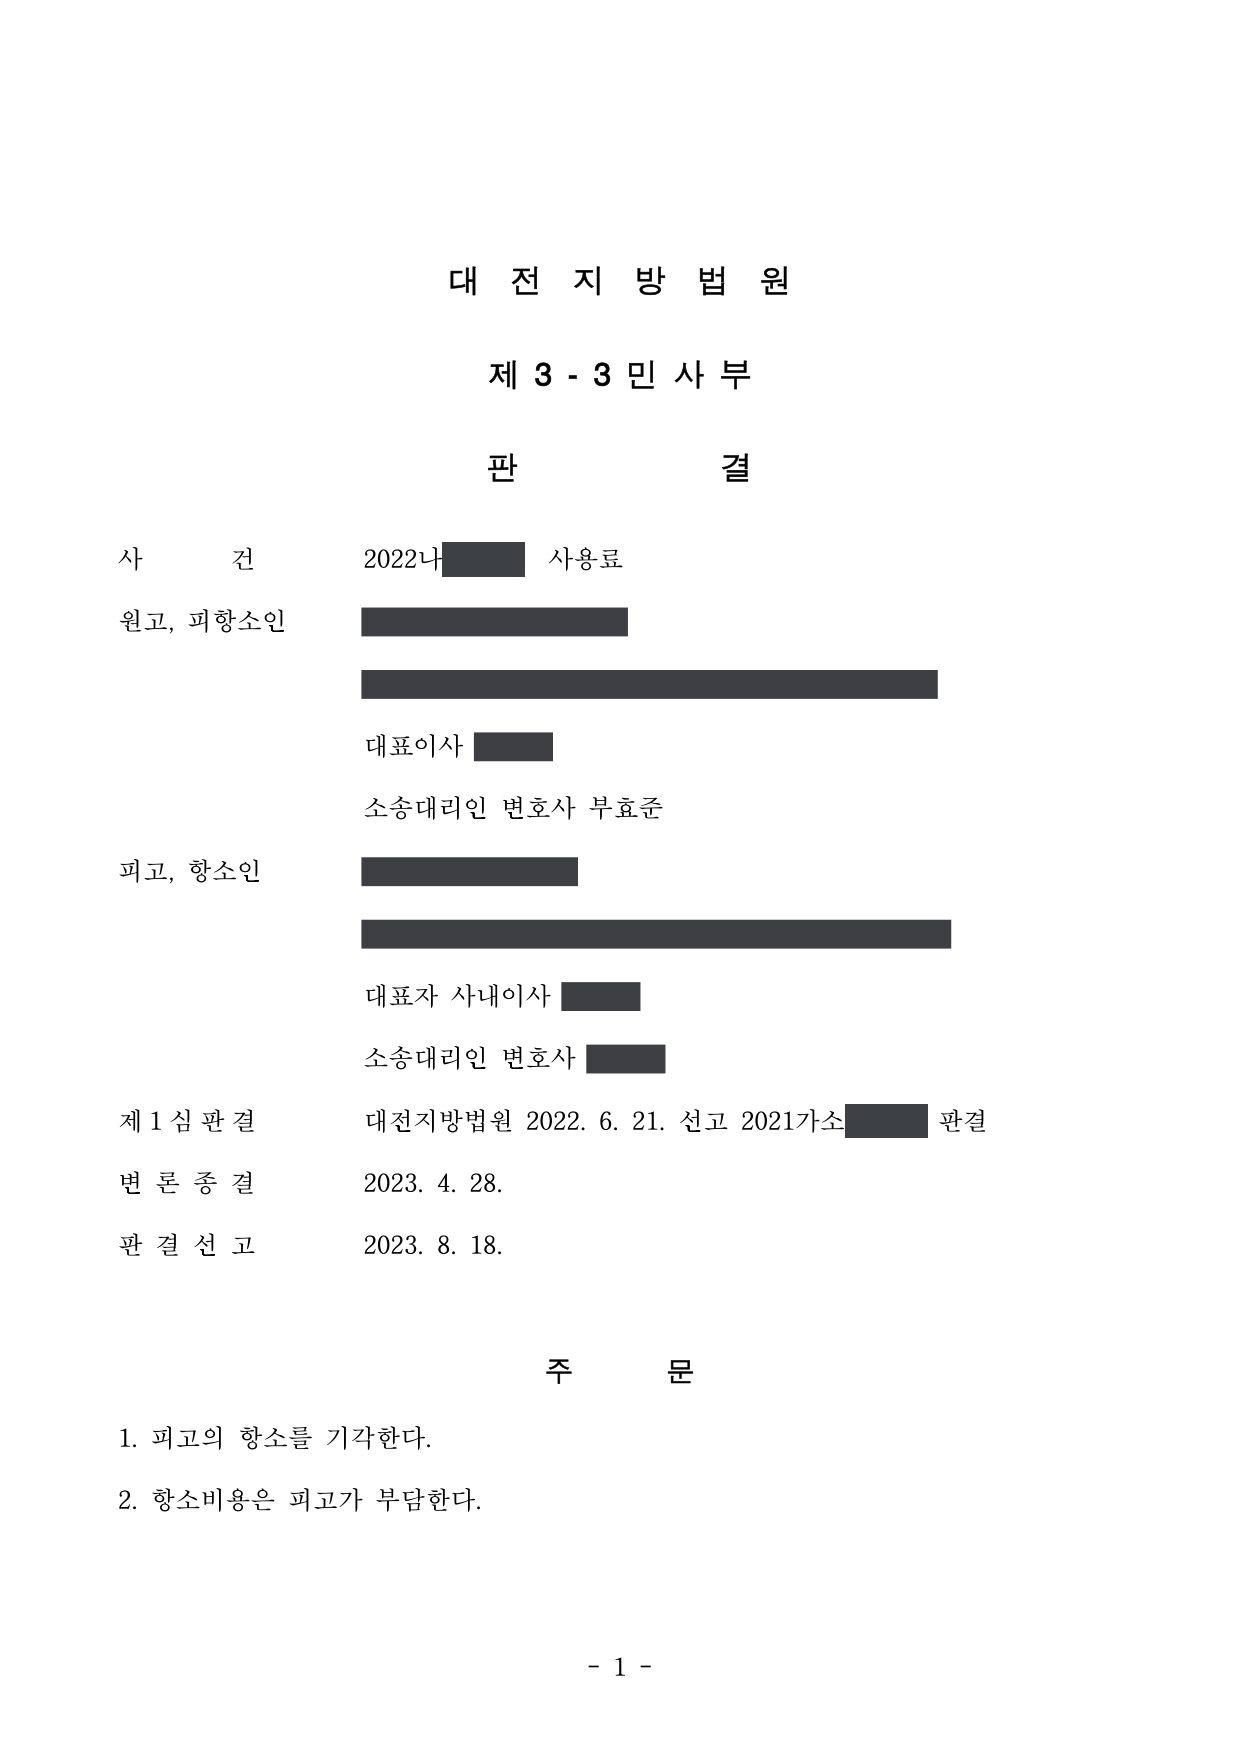 대 전 지 방 법 원
제 3 - 3 민 사 부
판 결
사 건 2022나 사용료
원고, 피항소인
대표이사
소송대리인 변호사 부효준
피고, 항소인
대표자 사내이사
소송대리인 변호사
제 1 심 판 결 대전지방법원 2022. 6. 21. 선고 2021가소 판결
변 론 종 결 2023. 4. 28.
판 결 선 고 2023. 8. 18.
주 문
1. 피고의 항소를 기각한다.
2. 항소비용은 피고가 부담한다.
- 1 -